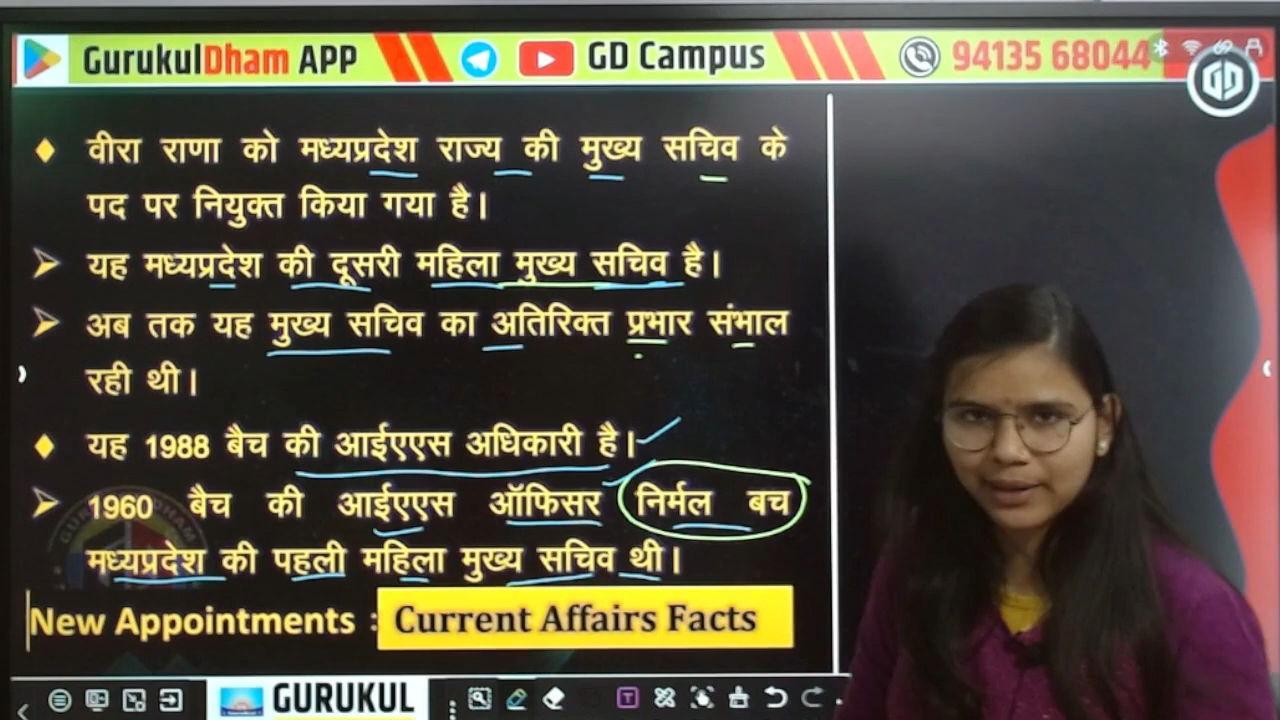 GurukulDham APP GD Campus 94135 68044
वीरा राणा को मध्यप्रदेश राज्य की मुख्य सचिव के
पद पर नियुक्त किया गया है।
यह मध्यप्रदेश की दूसरी महिला मुख्य सचिव है।
अब तक यह मुख्य सचिव का अतिरिक्त प्रभार संभाल
रही थी।
यह 1988 बैच की आईएएस अधिकारी है।
1960 बैच की आईएएस ऑफिसर निर्मल बच
मध्यप्रदेश की पहली महिला मुख्य सचिव थी।
New Appointments : Current Affairs Facts
GURUKUL